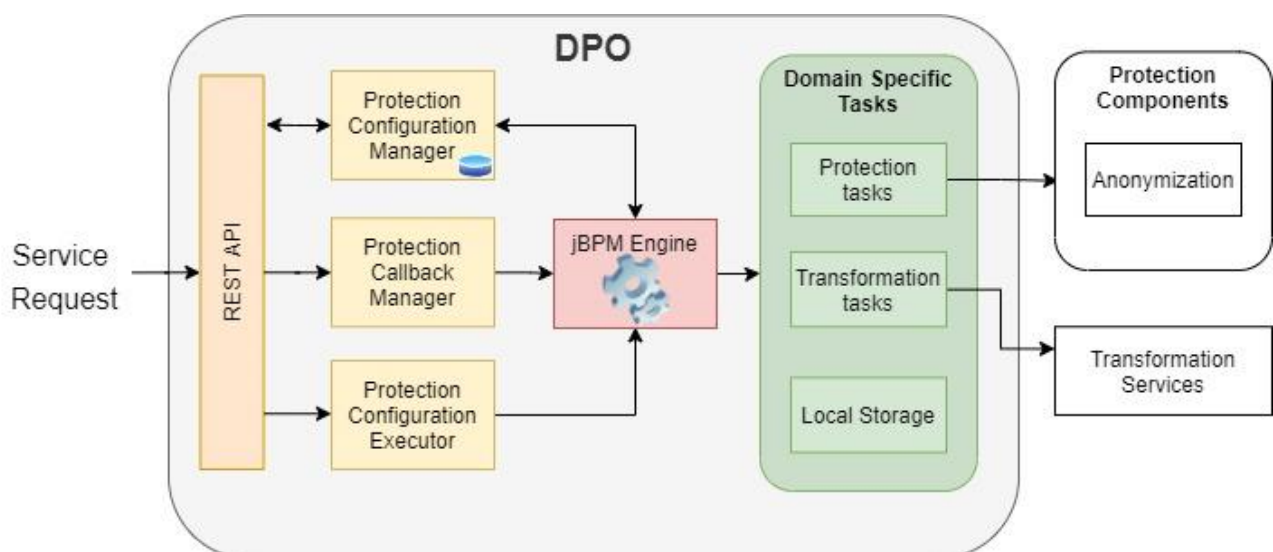 DPO
Service
Request
REST API
Protection
Configuration
Manager
Protection
Callback
Manager
Protection
Configuration
Executor
jBPM Engine
Domain Specific
Tasks
Protection
tasks
Transformation
tasks
Local Storage
Protection
Components
Anonymization
Transformation
Services